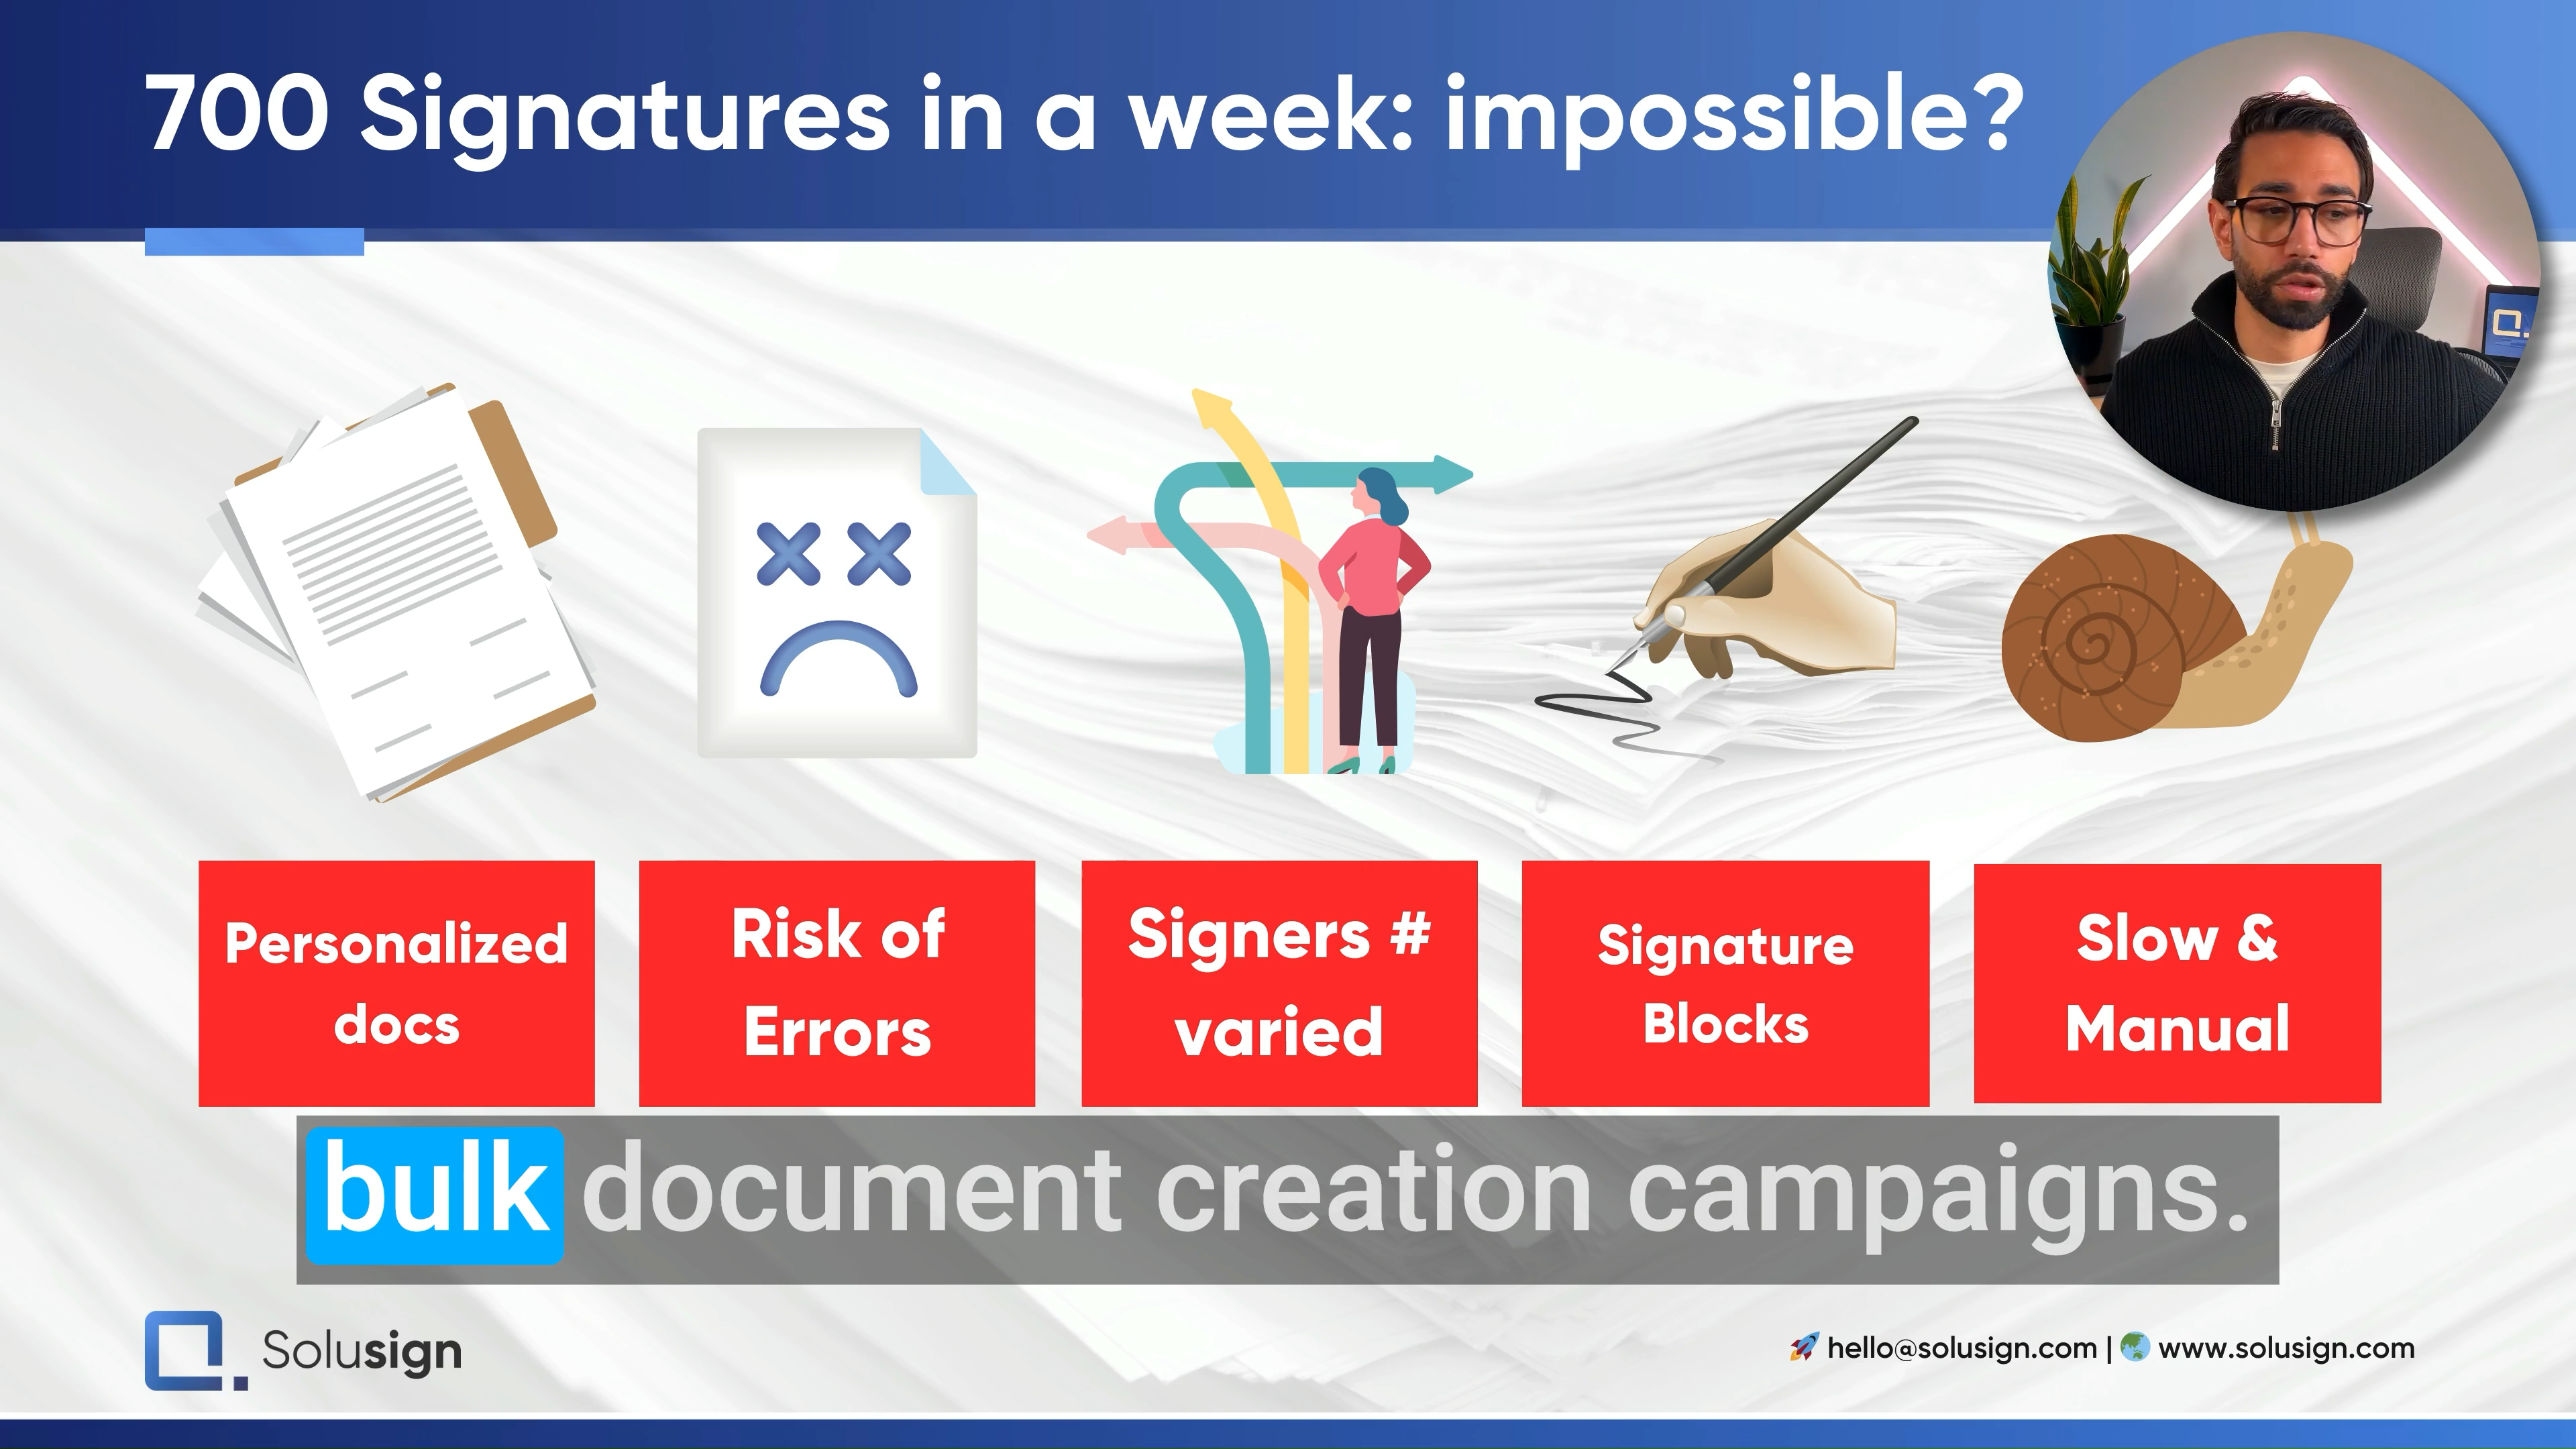 700 Signatures in a week: impossible?
Personalized
docs
Risk of
Errors
Signers #
varied
Signature
Blocks
Slow &
Manual
bulk document creation campaigns.
Solusign
hello@solusign.com | www.solusign.com